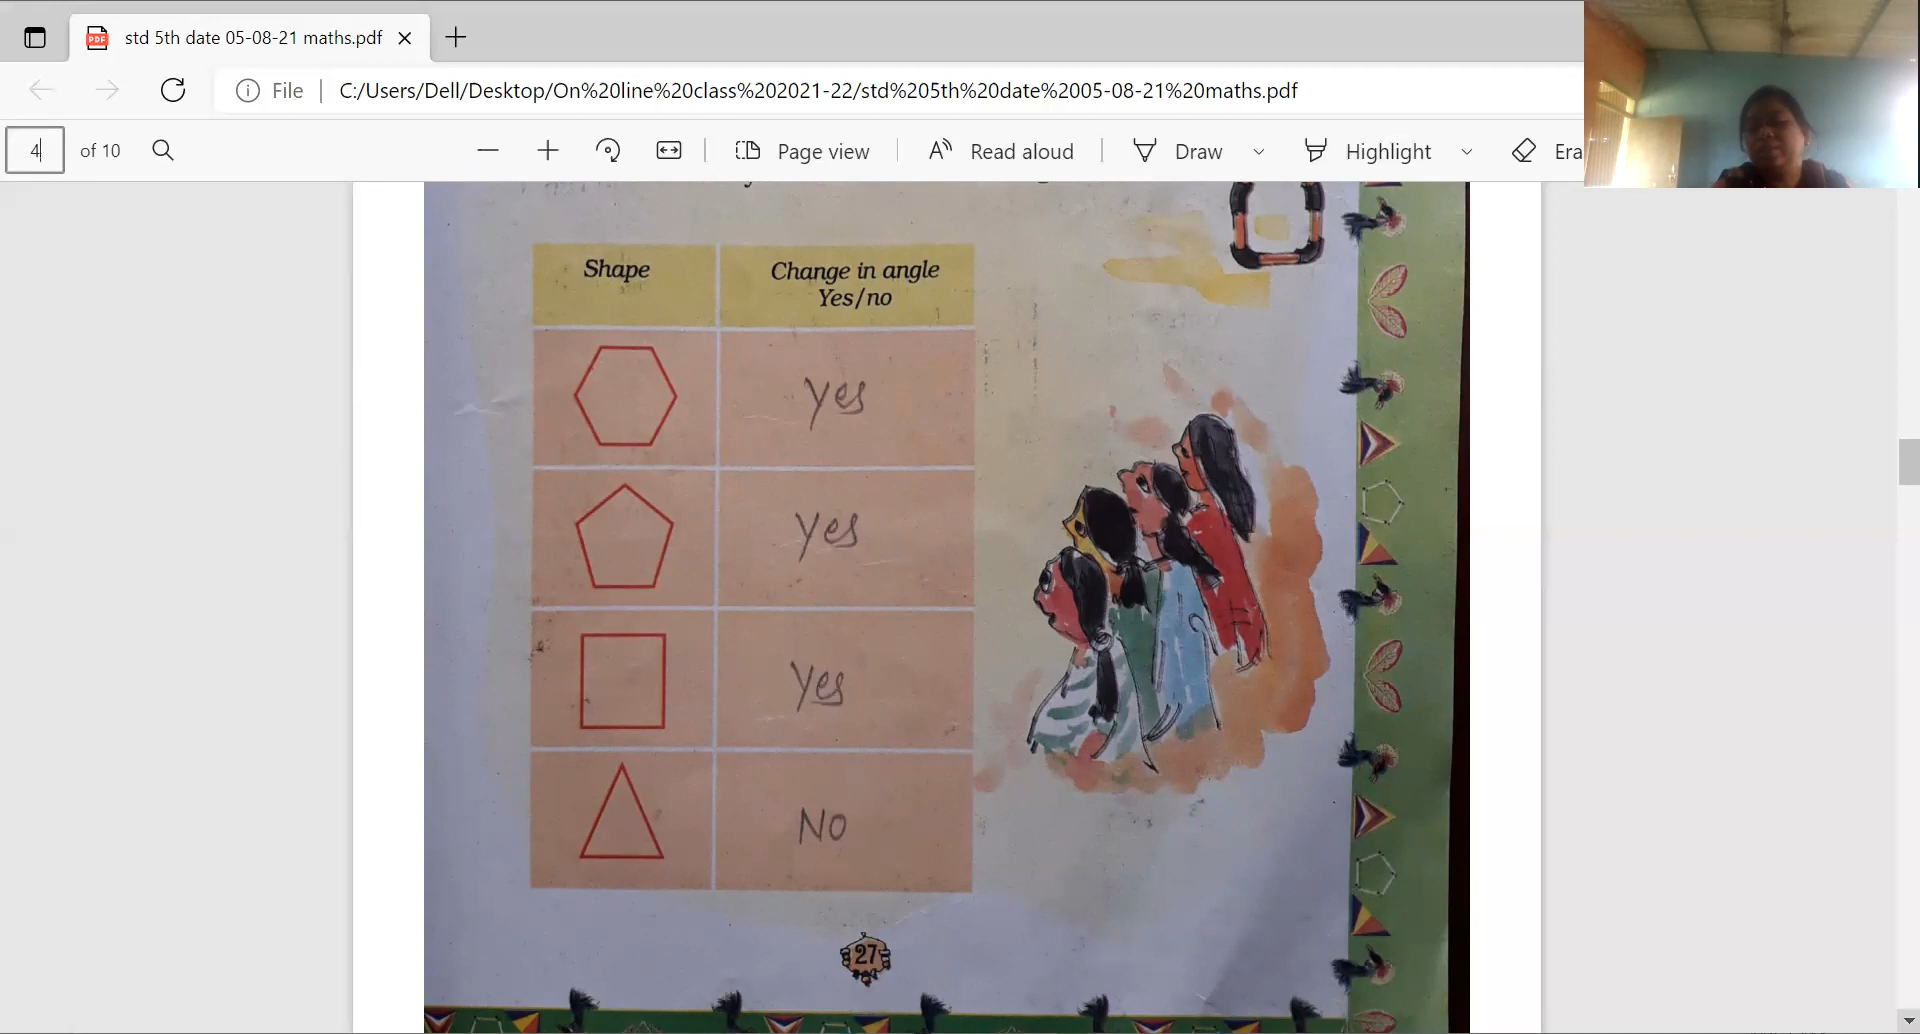 std 5th date 05-08-21 maths.pdf
File C:/Users/Dell/Desktop/On%20line%20class%202021-22/std%205th%20date%2005-08-21%20maths.pdf
4 of 10 Page view Read aloud Draw Highlight Era
Shape Change in angle
Yes/no
Yes
Yes
Yes
NO
27